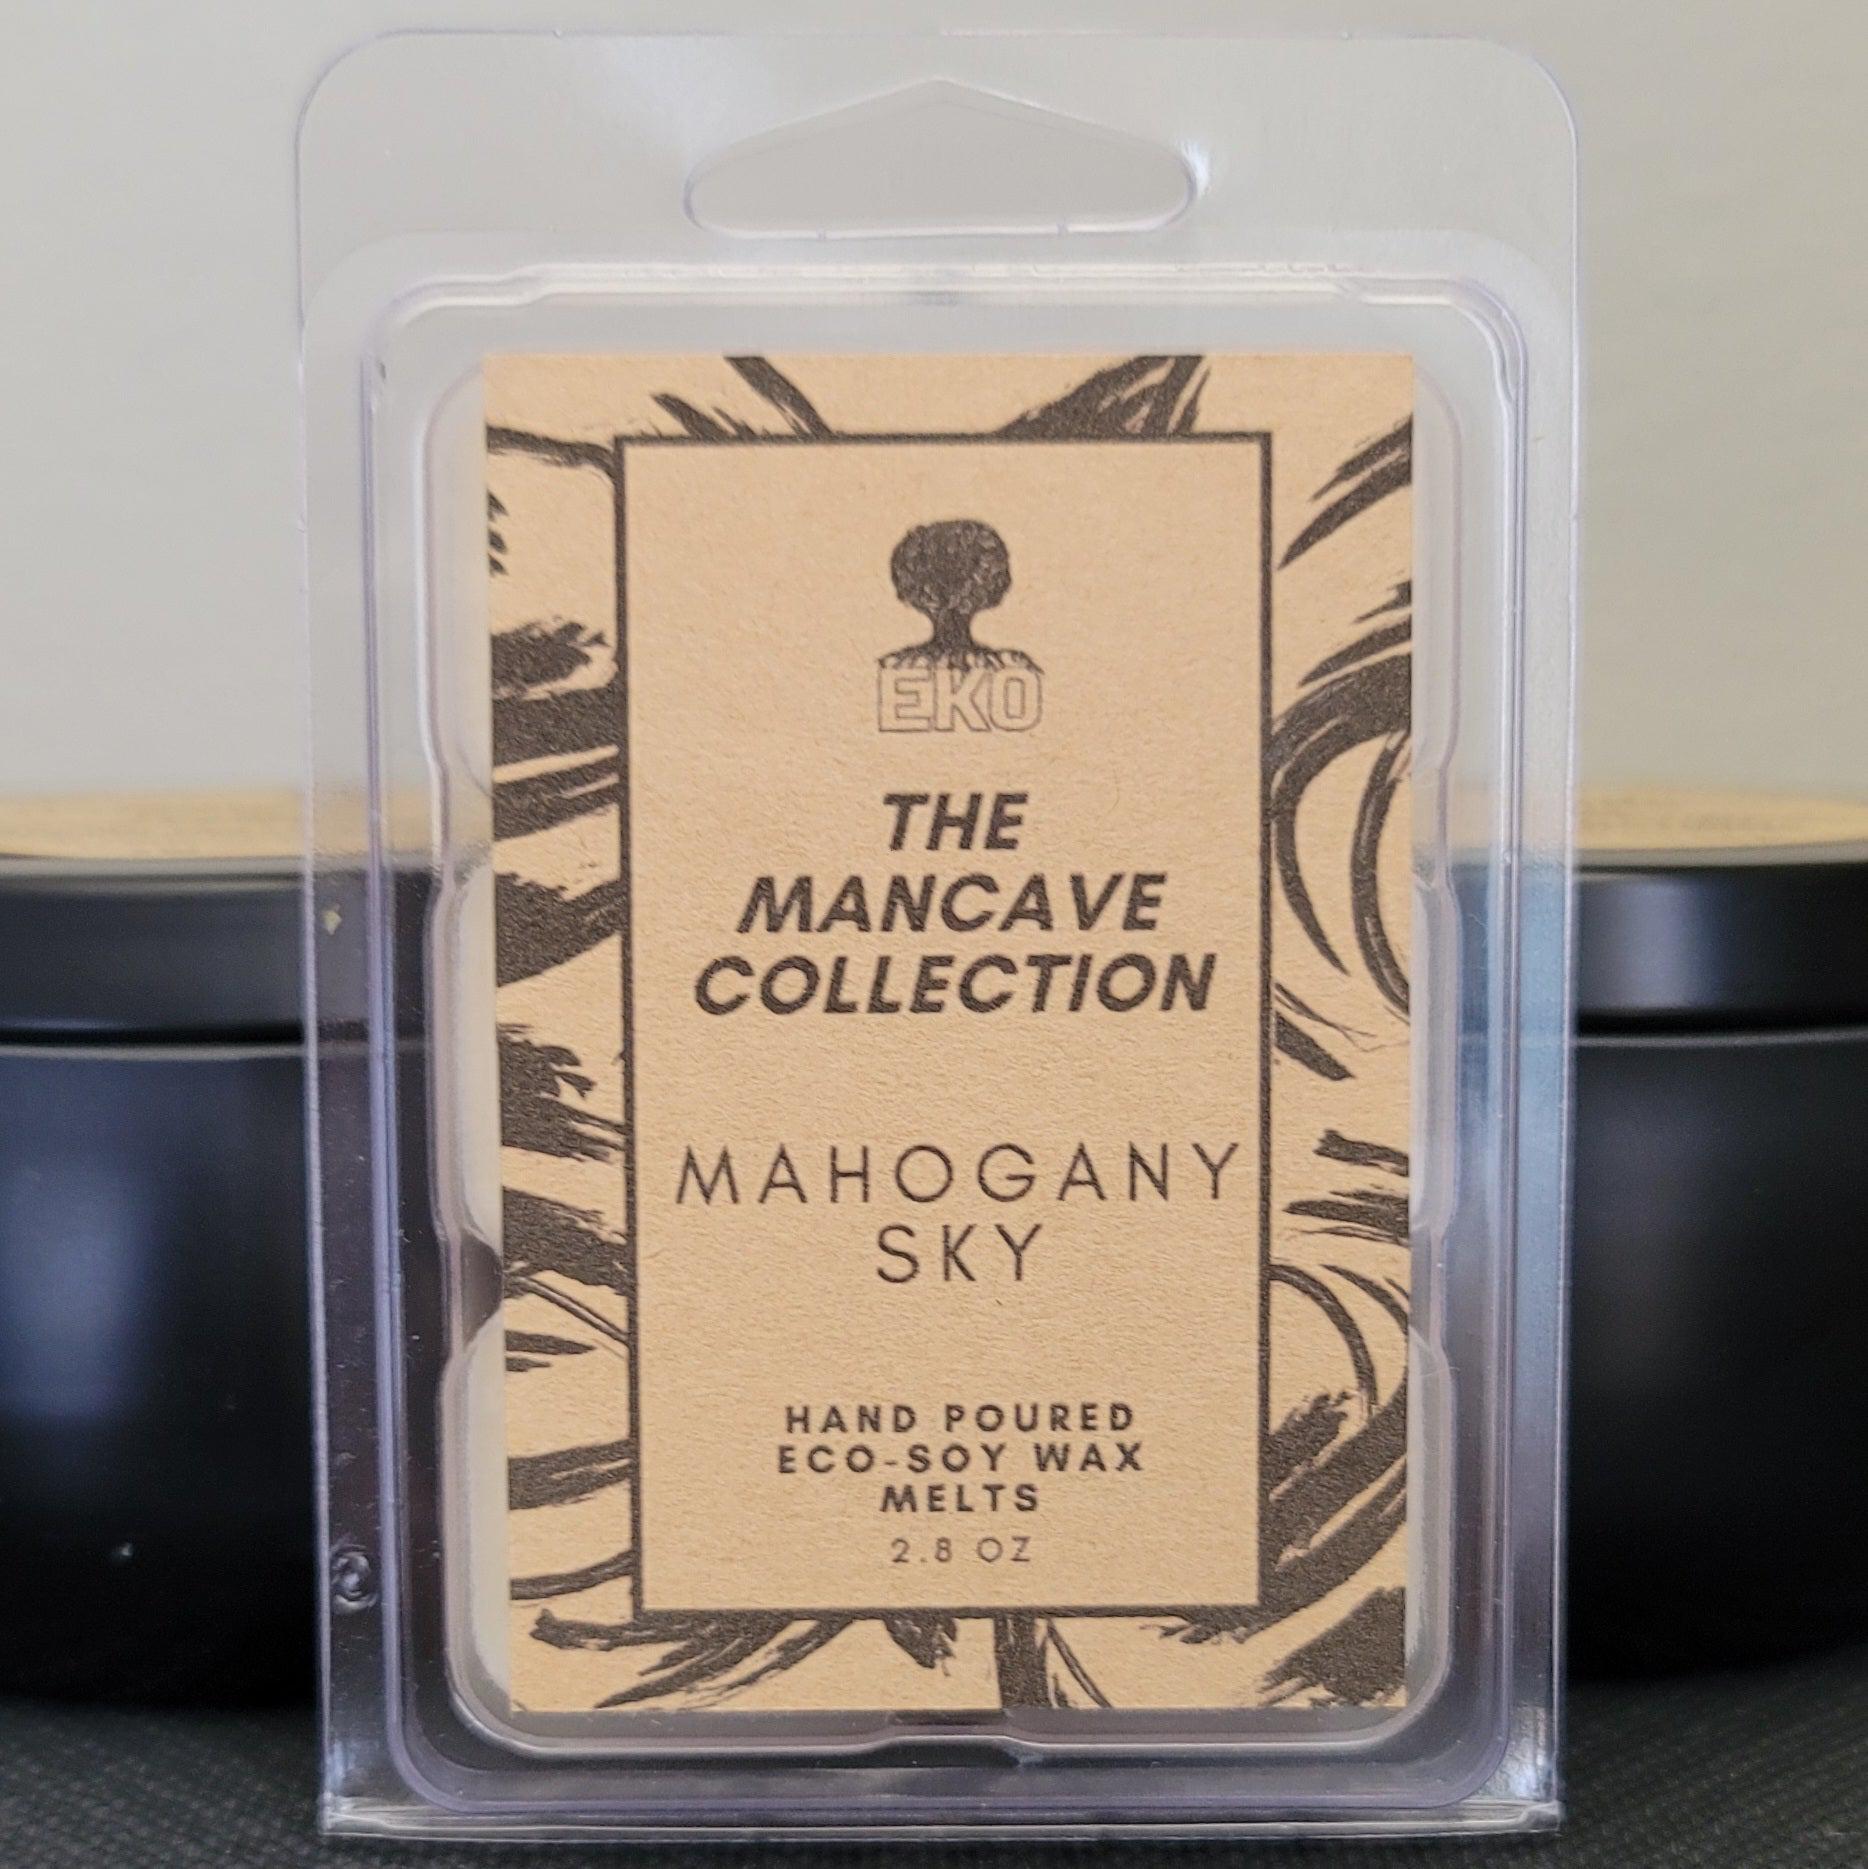 EKO
THE
MANCAVE
COLLECTION
MAHOGANY
SKY
HAND POURED
ECO-SOY WAX
MELTS
2.8 OZ